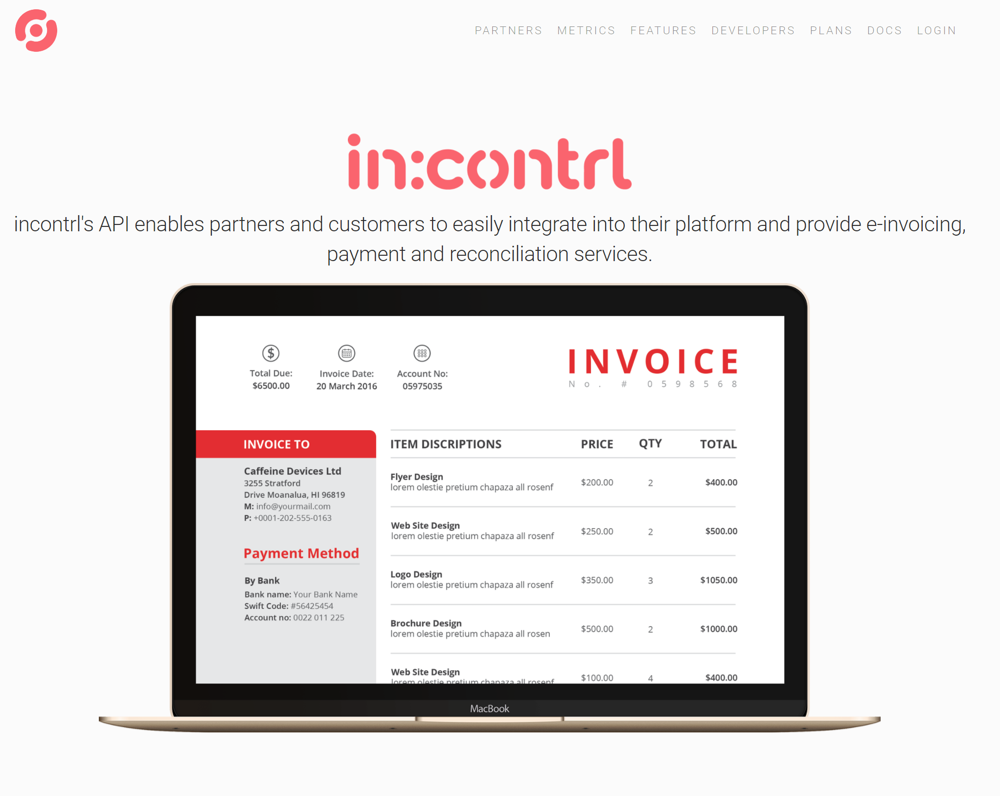 PARTNERS METRICS FEATURES DEVELOPERS PLANS DOCS LOGIN
in:contrl
incontrl's API enables partners and customers to easily integrate into their platform and provide e-invoicing,
payment and reconciliation services.
Total Due:
$6500.00
Invoice Date:
20 March 2016
Account No:
05975035
INVOICE
No. # 0598568
INVOICE TO
Caffeine Devices Ltd
3255 Stratford
Drive Moanalua, HI 96819
M: info@yourmail.com
P: +0001-202-555-0163
Payment Method
By Bank
Bank name: Your Bank Name
Swift Code: #56425454
Account no: 0022 011 225
ITEM DISCRIPTIONS PRICE QTY TOTAL
Flyer Design
lorem olestie pretium chapaza all rosenf $200.00 2 $400.00
Web Site Design
lorem olestie pretium chapaza all rosenf $250.00 2 $500.00
Logo Design
lorem olestie pretium chapaza all rosenf $350.00 3 $1050.00
Brochure Design
lorem olestie pretium chapaza all rosen $500.00 2 $1000.00
Web Site Design
lorem olestie pretium chapaza all rosenf $100.00 4 $400.00
MacBook